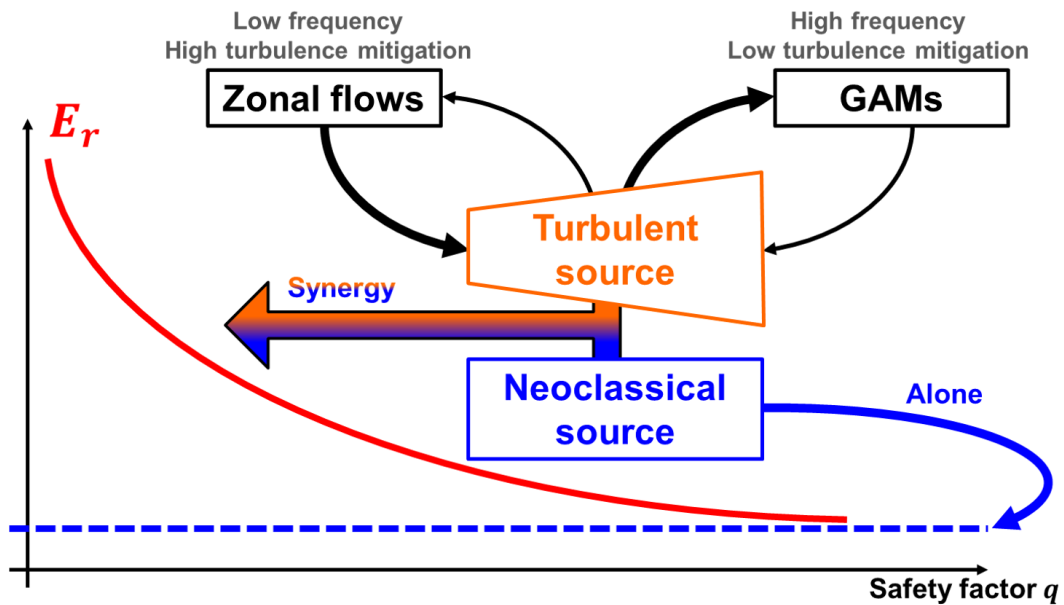 Low frequency
High turbulence mitigation
Zonal flows
High frequency
Low turbulence mitigation
GAMs
E_r
Turbulent
source
Synergy
Neoclassical
source
Alone
Safety factor q